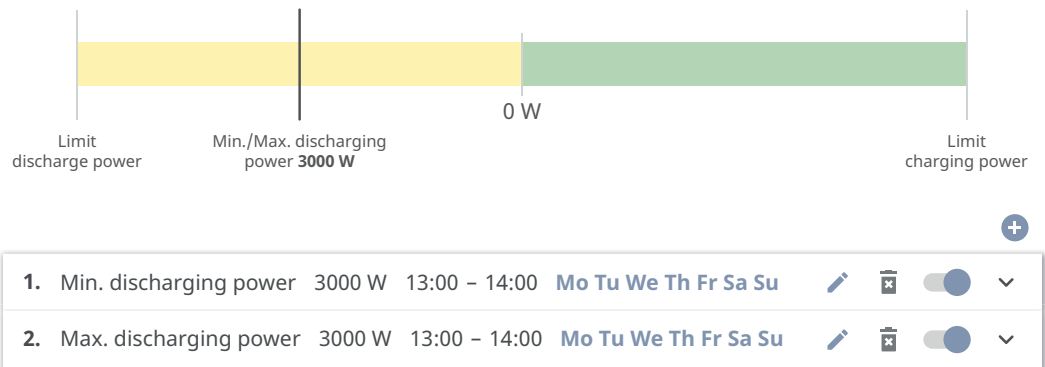 0 W
Limit
discharge power
Min./Max. discharging
power 3000 W
Limit
charging power
1. Min. discharging power 3000 W 13:00 – 14:00 Mo Tu We Th Fr Sa Su
2. Max. discharging power 3000 W 13:00 – 14:00 Mo Tu We Th Fr Sa Su